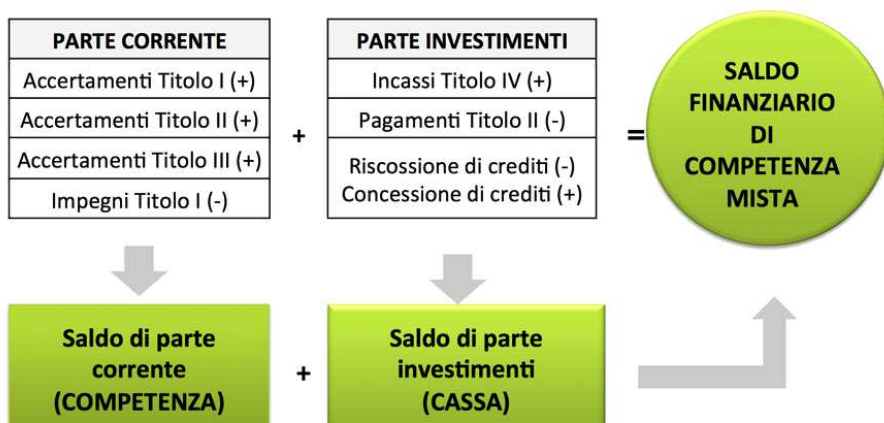 PARTE CORRENTE
Accertamenti Titolo I (+)
Accertamenti Titolo II (+)
Accertamenti Titolo III (+)
Impegni Titolo I (-)
+
PARTE INVESTIMENTI
Incassi Titolo IV (+)
Pagamenti Titolo II (-)
Riscossione di crediti (-)
Concessione di crediti (+)
=
SALDO
FINANZIARIO
DI
COMPETENZA
MISTA
Saldo di parte
corrente
(COMPETENZA)
+
Saldo di parte
investimenti
(CASSA)